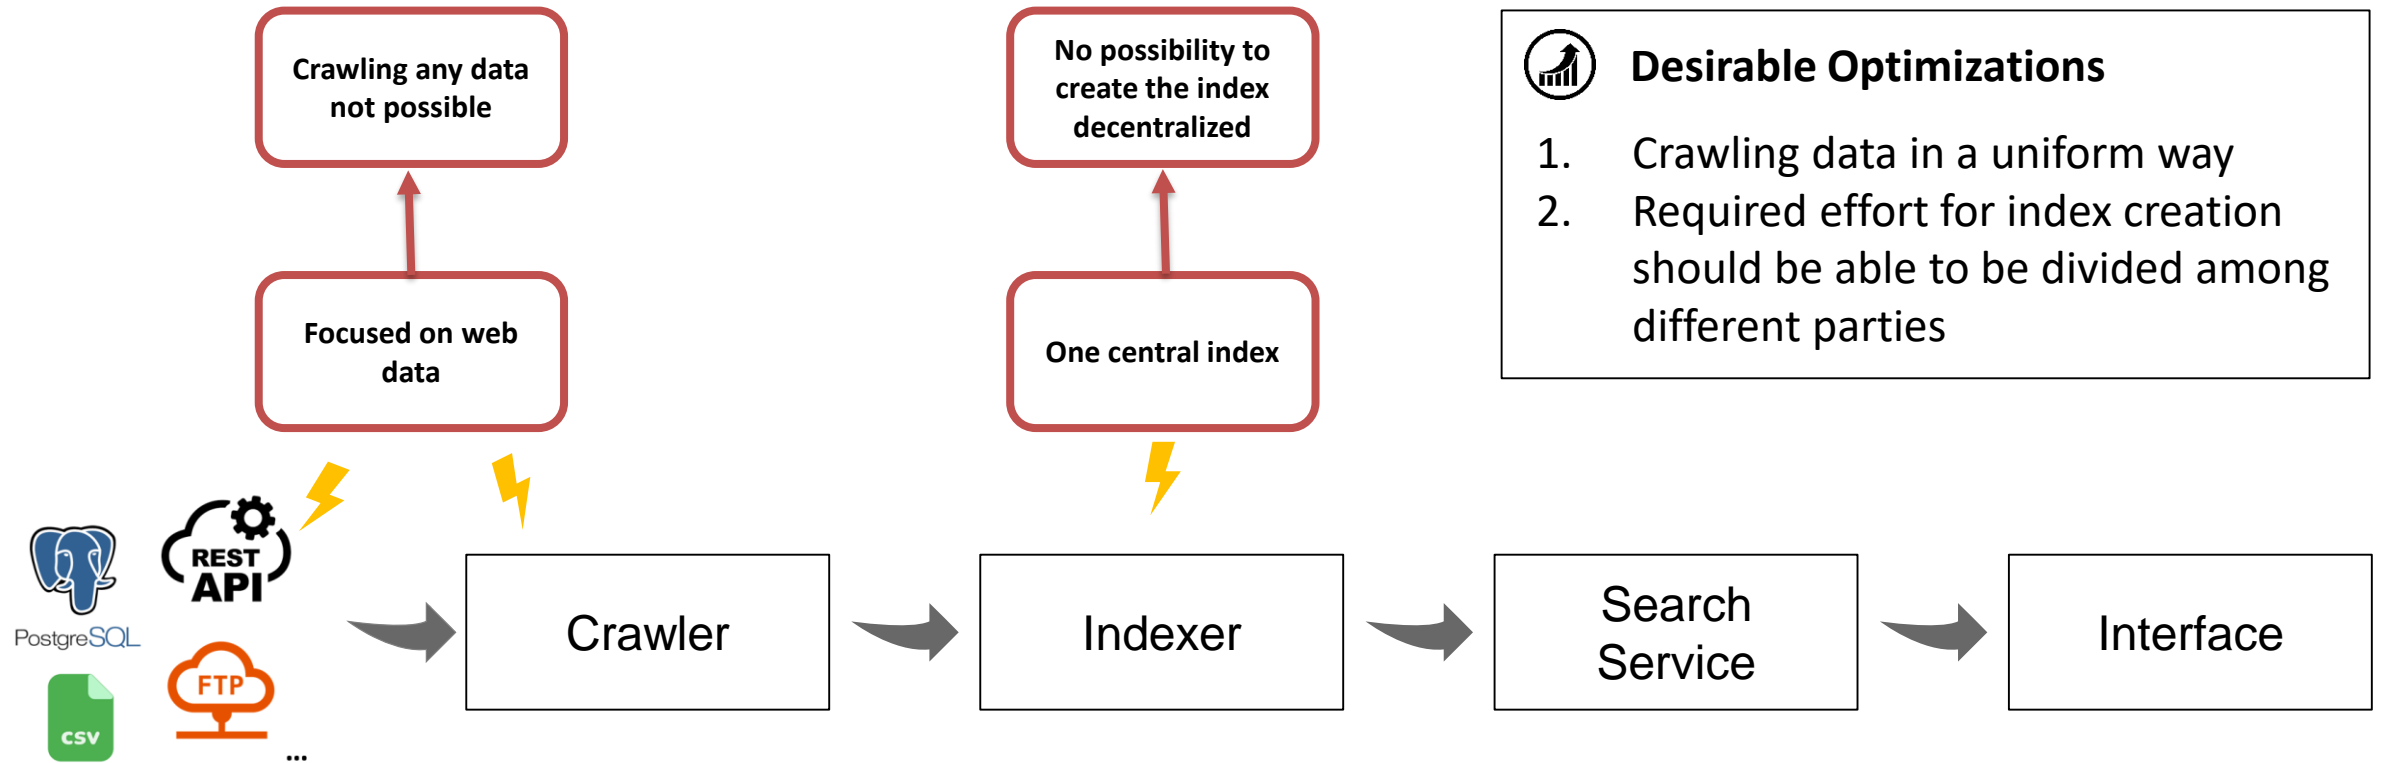 Crawling any data
not possible
No possibility to
create the index
decentralized
Desirable Optimizations
1. Crawling data in a uniform way
2. Required effort for index creation
should be able to be divided among
different parties
Focused on web
data
One central index
REST
API
PostgreSQL
FTP
csv
...
Crawler
Indexer
Search
Service
Interface